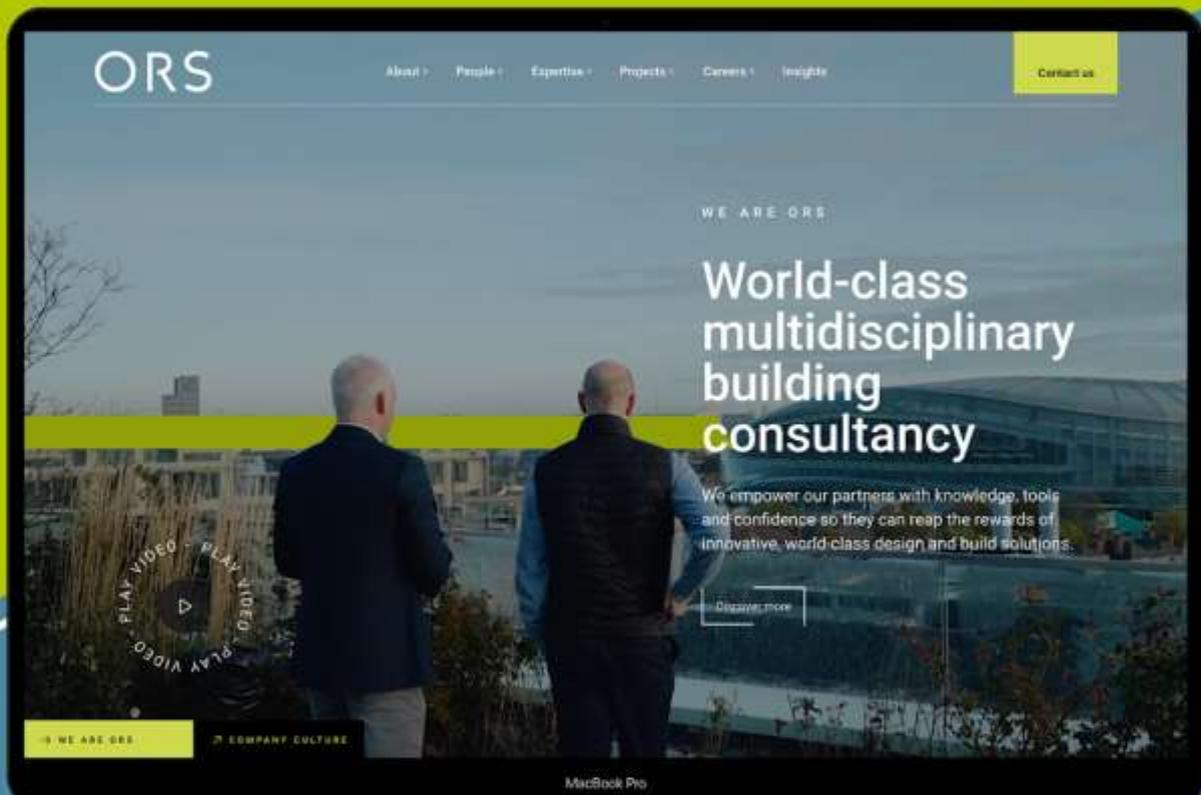 ORS
About
People
Expertise
Projects
Careers
Insights
Contact us
WE ARE ORS
World-class
multidisciplinary
building
consultancy
We empower our partners with knowledge, tools
and confidence so they can reap the rewards of
innovative, world-class design and build solutions.
Discover more
PLAY VIDEO - PLAY VIDEO - PLAY VIDEO -
WE ARE ORS
COMPANY CULTURE
MacBook Pro